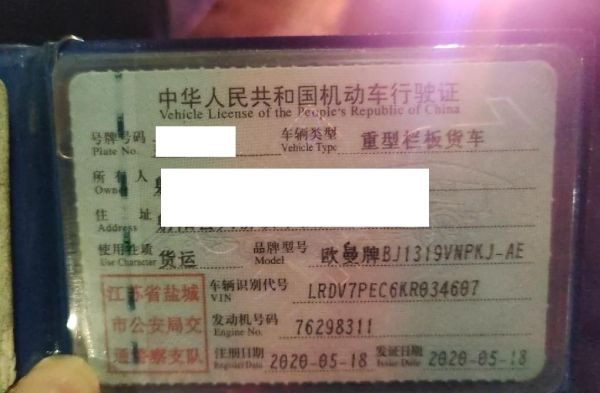 中华人民共和国机动车行驶证
Vehicle License of the People's Republic of China
号牌号码 车辆类型 重型栏板货车
Plate No. Vehicle Type
所有人
Owner
住址
Address
使用性质 货运 品牌型号 欧曼牌BJ1319VNPKJ-AE
Use Character Model
江苏省盐城 车辆识别代号 LRDV7PEC6KR034607
VIN
市公安局交 发动机号码 76298311
Engine No.
通警察支队 注册日期 2020-05-18 发证日期 2020-05-18
Register Date Issue Date